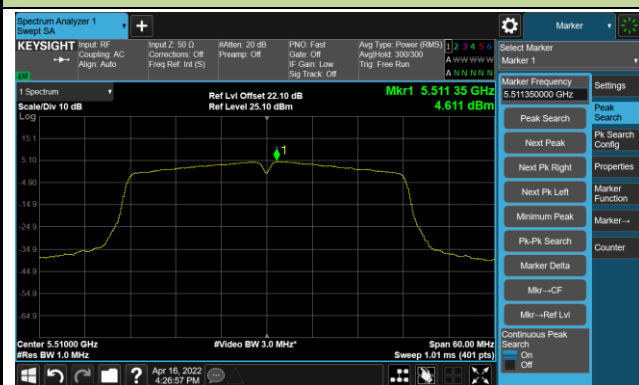 Spectrum Analyzer 1
Swept SA
+
Marker
KEYSIGHT
Input: RF
Coupling: AC
Align: Auto
Input Z: 50 Ω
Corrections: Off
Freq Ref: Int (S)
#Atten: 20 dB
Preamp: Off
PNO: Fast
Gate: Off
IF Gain: Low
Sig Track: Off
Avg Type: Power (RMS)
Avg|Hold: 300/300
Trig: Free Run
1 2 3 4 5 6
A W W W W W
A N N N N N
LXI
Select Marker
Marker 1
1 Spectrum
Scale/Div 10 dB
Log
Ref Lvl Offset 22.10 dB
Ref Level 25.10 dBm
Mkr1 5.511 35 GHz
4.611 dBm
1
15.1
5.10
-4.90
-14.9
-24.9
-34.9
-44.9
-54.9
-64.9
Center 5.51000 GHz
#Res BW 1.0 MHz
#Video BW 3.0 MHz*
Span 60.00 MHz
Sweep 1.01 ms (401 pts)
Marker Frequency
5.511350000 GHz
Peak Search
Next Peak
Next Pk Right
Next Pk Left
Minimum Peak
Pk-Pk Search
Marker Delta
Mkr→CF
Mkr→Ref Lvl
Continuous Peak
Search
On
Off
Settings
Peak
Search
Pk Search
Config
Properties
Marker
Function
Marker→
Counter
?
Apr 16, 2022
4:26:57 PM